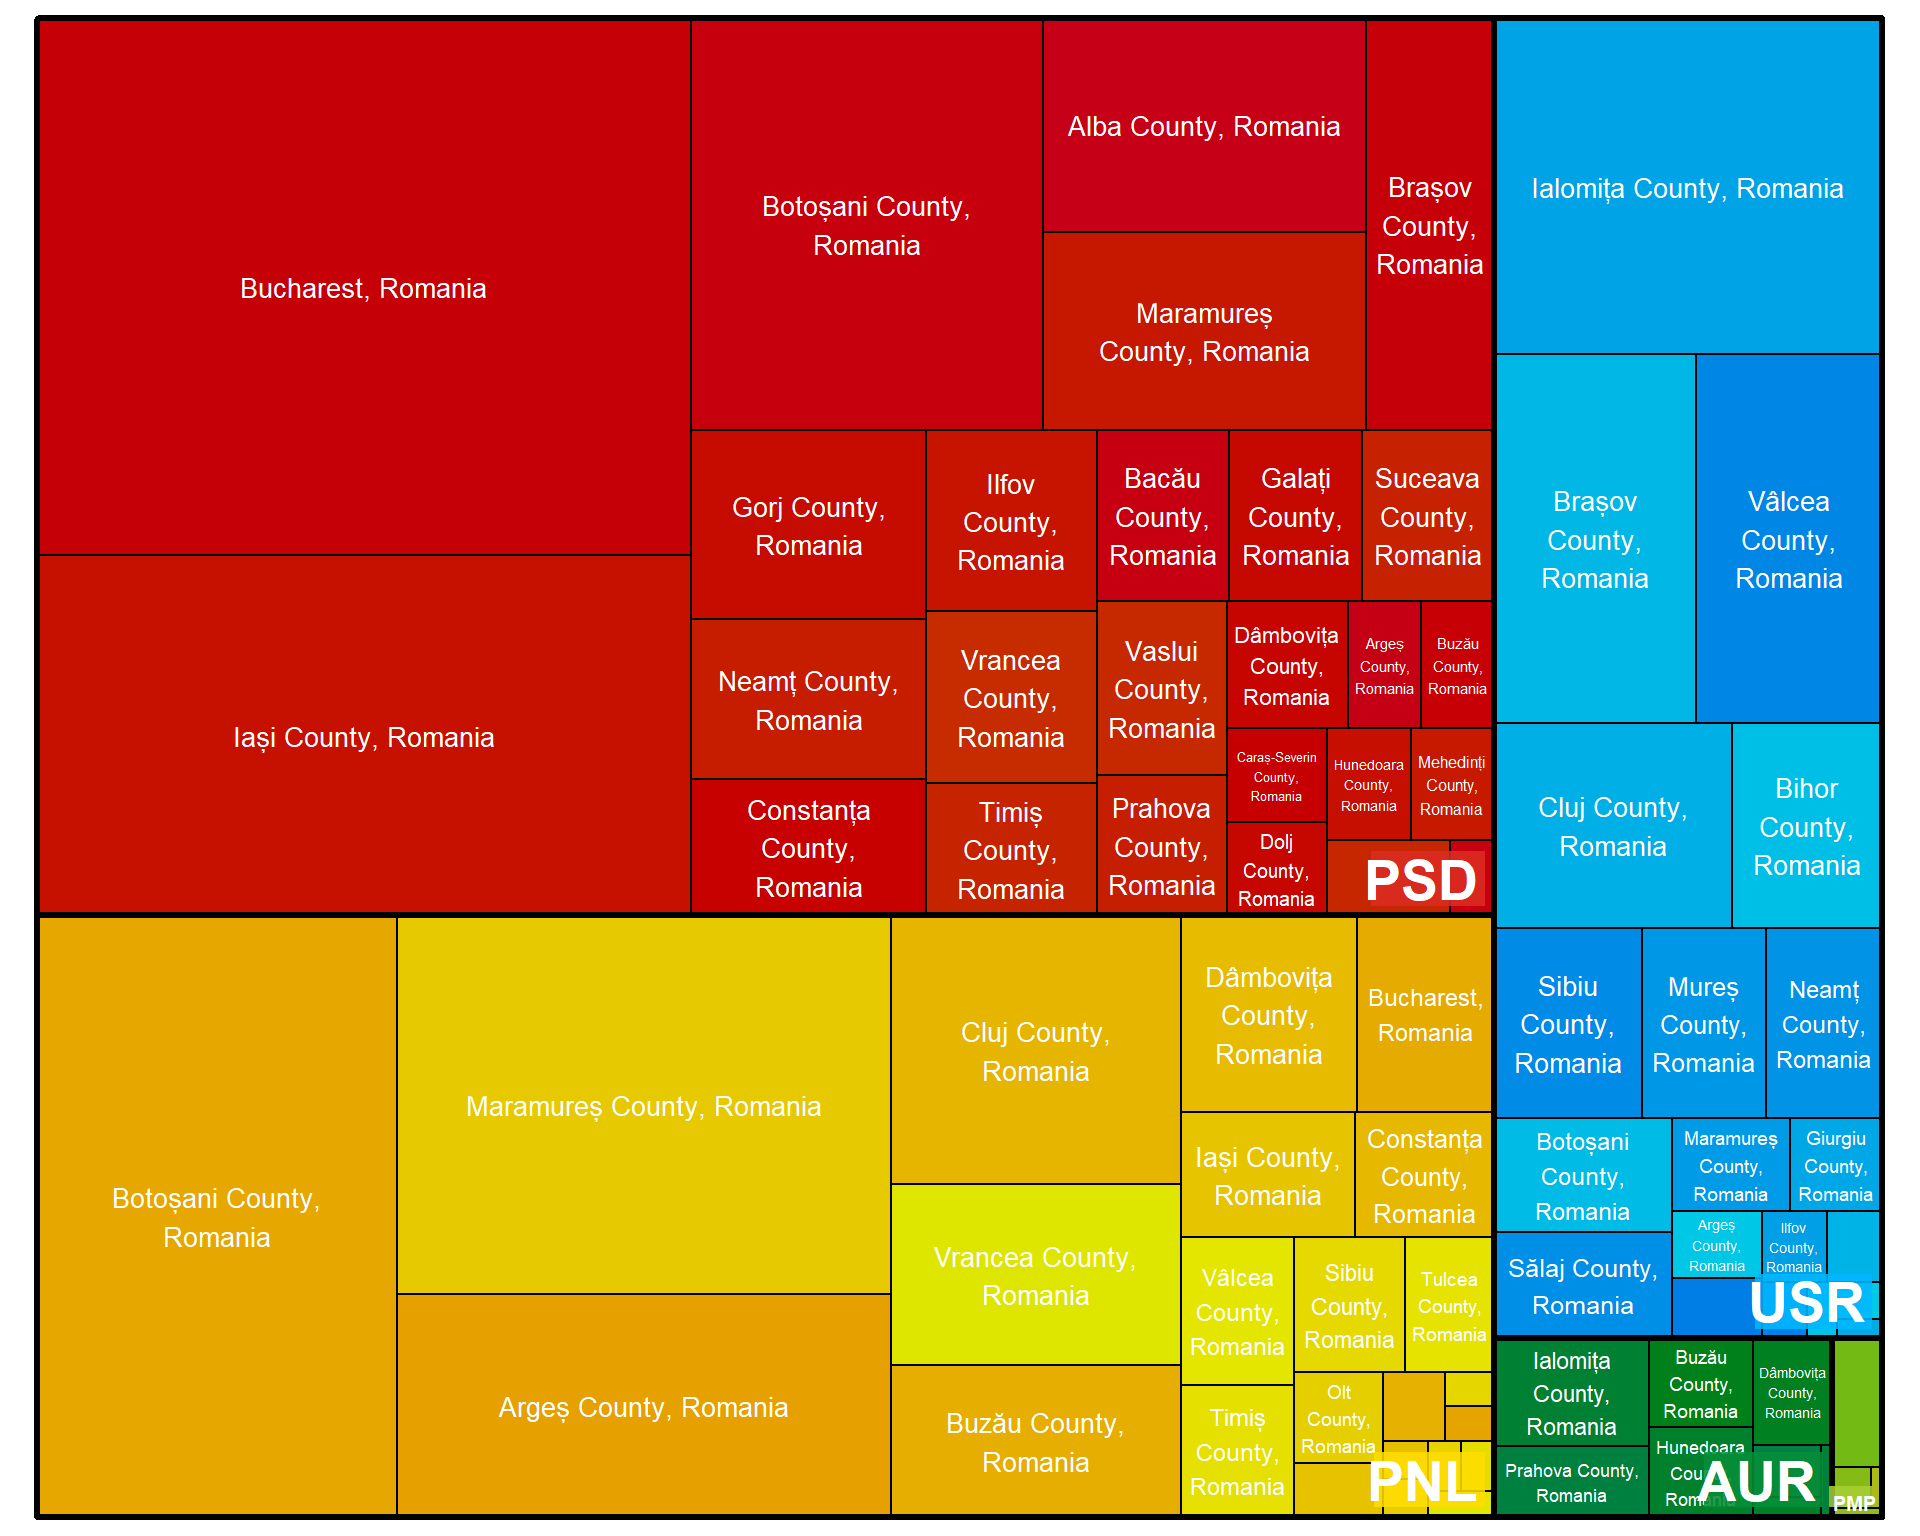 Bucharest, Romania
Iași County, Romania
Botoșani County,
Romania
Alba County, Romania
Maramureș
County, Romania
Brașov
County,
Romania
Gorj County,
Romania
Neamț County,
Romania
Constanța
County,
Romania
Ilfov
County,
Romania
Vrancea
County,
Romania
Timiș
County,
Romania
Bacău
County,
Romania
Galați
County,
Romania
Suceava
County,
Romania
Vaslui
County,
Romania
Prahova
County,
Romania
Dâmbovița
County,
Romania
Argeș
County,
Romania
Buzău
County,
Romania
Caraș-Severin
County,
Romania
Hunedoara
County,
Romania
Mehedinți
County,
Romania
Dolj
County,
Romania
PSD
Botoșani County,
Romania
Maramureș County, Romania
Argeș County, Romania
Cluj County,
Romania
Vrancea County,
Romania
Buzău County,
Romania
Dâmbovița
County,
Romania
Bucharest,
Romania
Iași County,
Romania
Constanța
County,
Romania
Vâlcea
County,
Romania
Sibiu
County,
Romania
Tulcea
County,
Romania
Timiș
County,
Romania
Olt
County,
Romania
PNL
Ialomița County, Romania
Brașov
County,
Romania
Vâlcea
County,
Romania
Cluj County,
Romania
Bihor
County,
Romania
Sibiu
County,
Romania
Mureș
County,
Romania
Neamț
County,
Romania
Botoșani
County,
Romania
Maramureș
County,
Romania
Giurgiu
County,
Romania
Sălaj County,
Romania
Argeș
County,
Romania
Ilfov
County,
Romania
USR
Ialomița
County,
Romania
Buzău
County,
Romania
Dâmbovița
County,
Romania
Prahova County,
Romania
Hunedoara
AUR
PMP